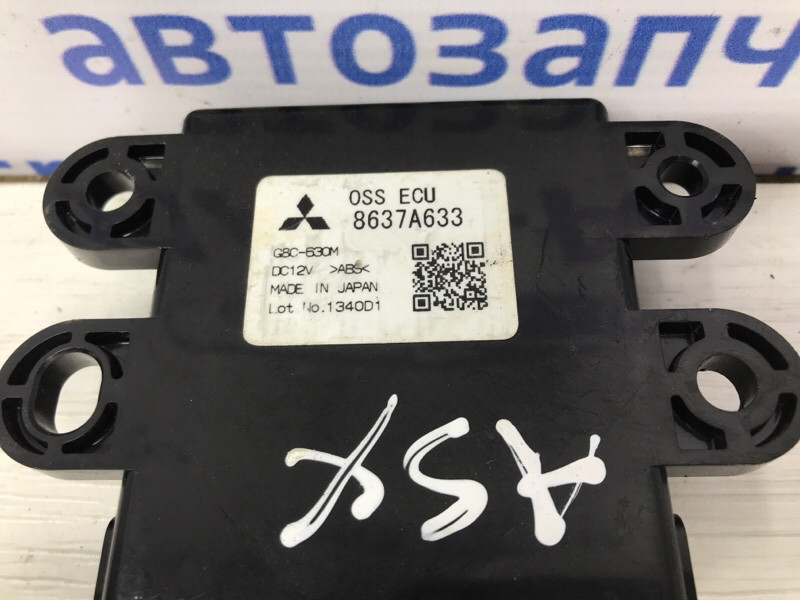 автозапч
OSS ECU
8637A633
G8C-630M
DC12V >ABS<
MADE IN JAPAN
Lot No.1340D1
ASX